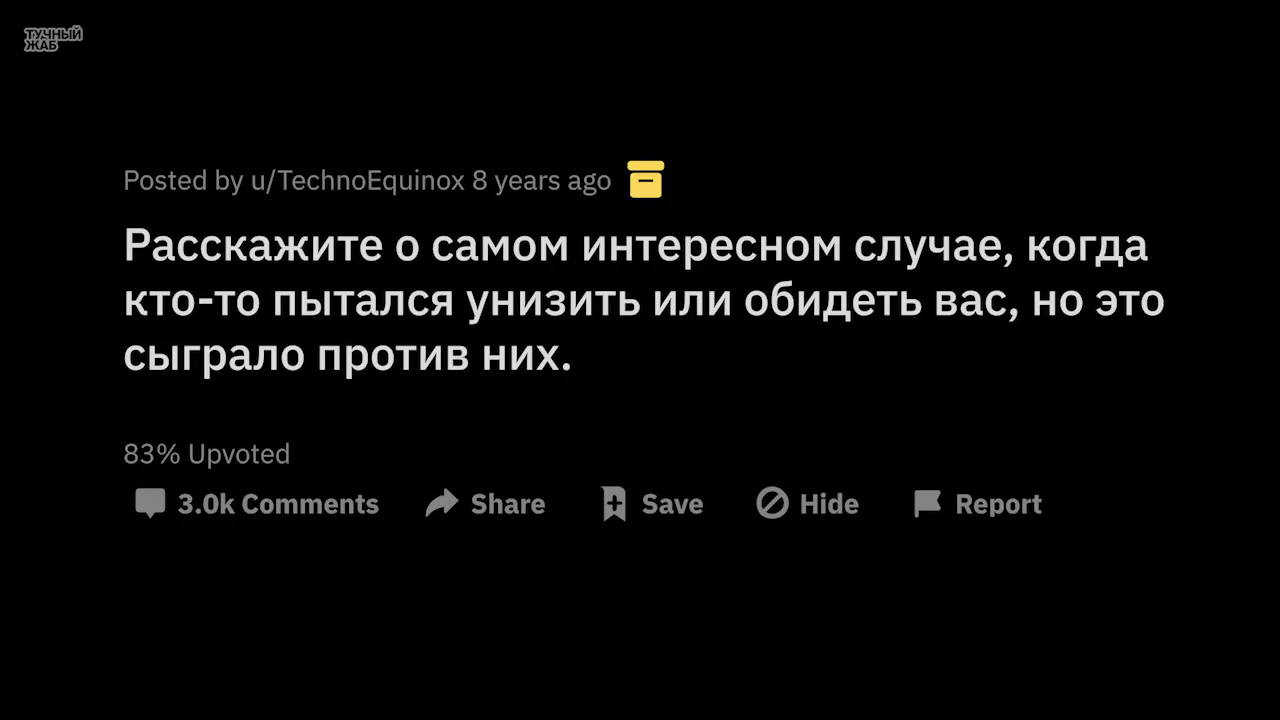 ТУЧНЫЙ
ЖАБ
Posted by u/TechnoEquinox 8 years ago
Расскажите о самом интересном случае, когда
кто-то пытался унизить или обидеть вас, но это
сыграло против них.
83% Upvoted
3.0k Comments Share Save Hide Report